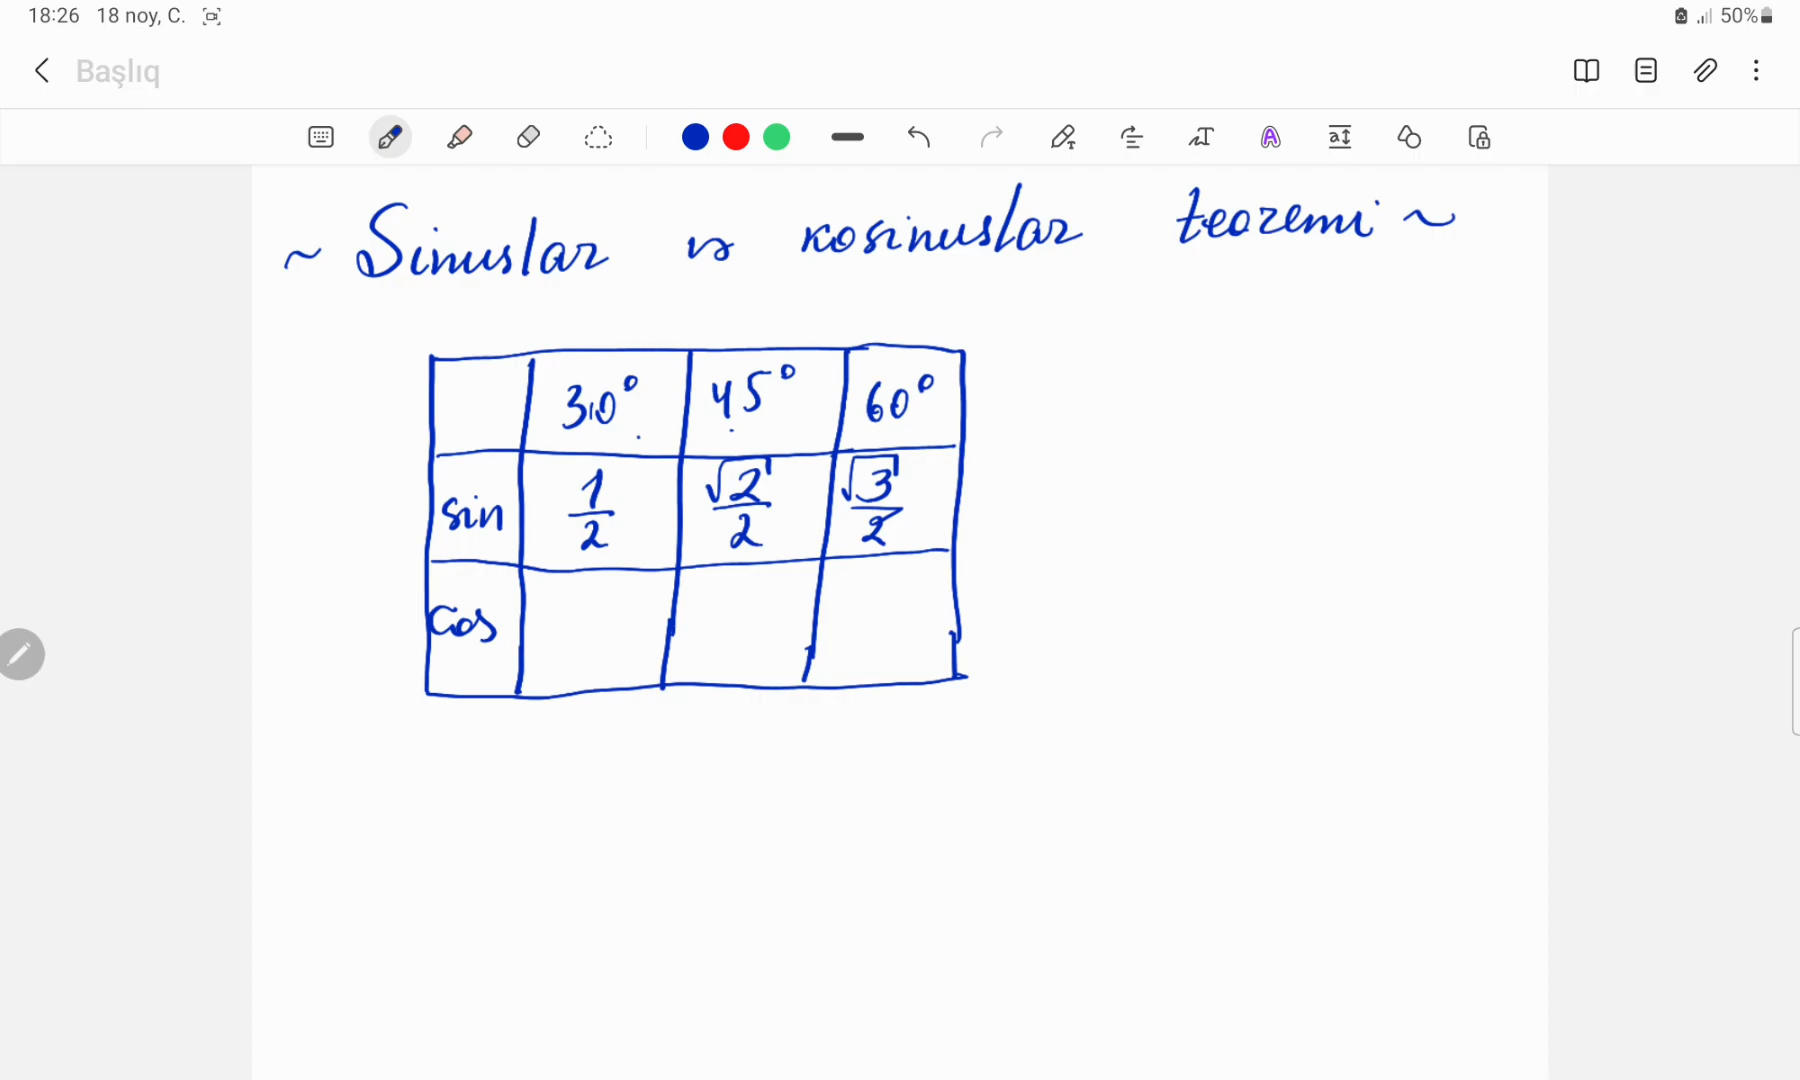 18:26 18 noy, C. 50%
Başlıq
~ Sinuslar və kosinuslar teoremi ~
30° 45° 60°
sin 1/2 √2/2 √3/2
cos